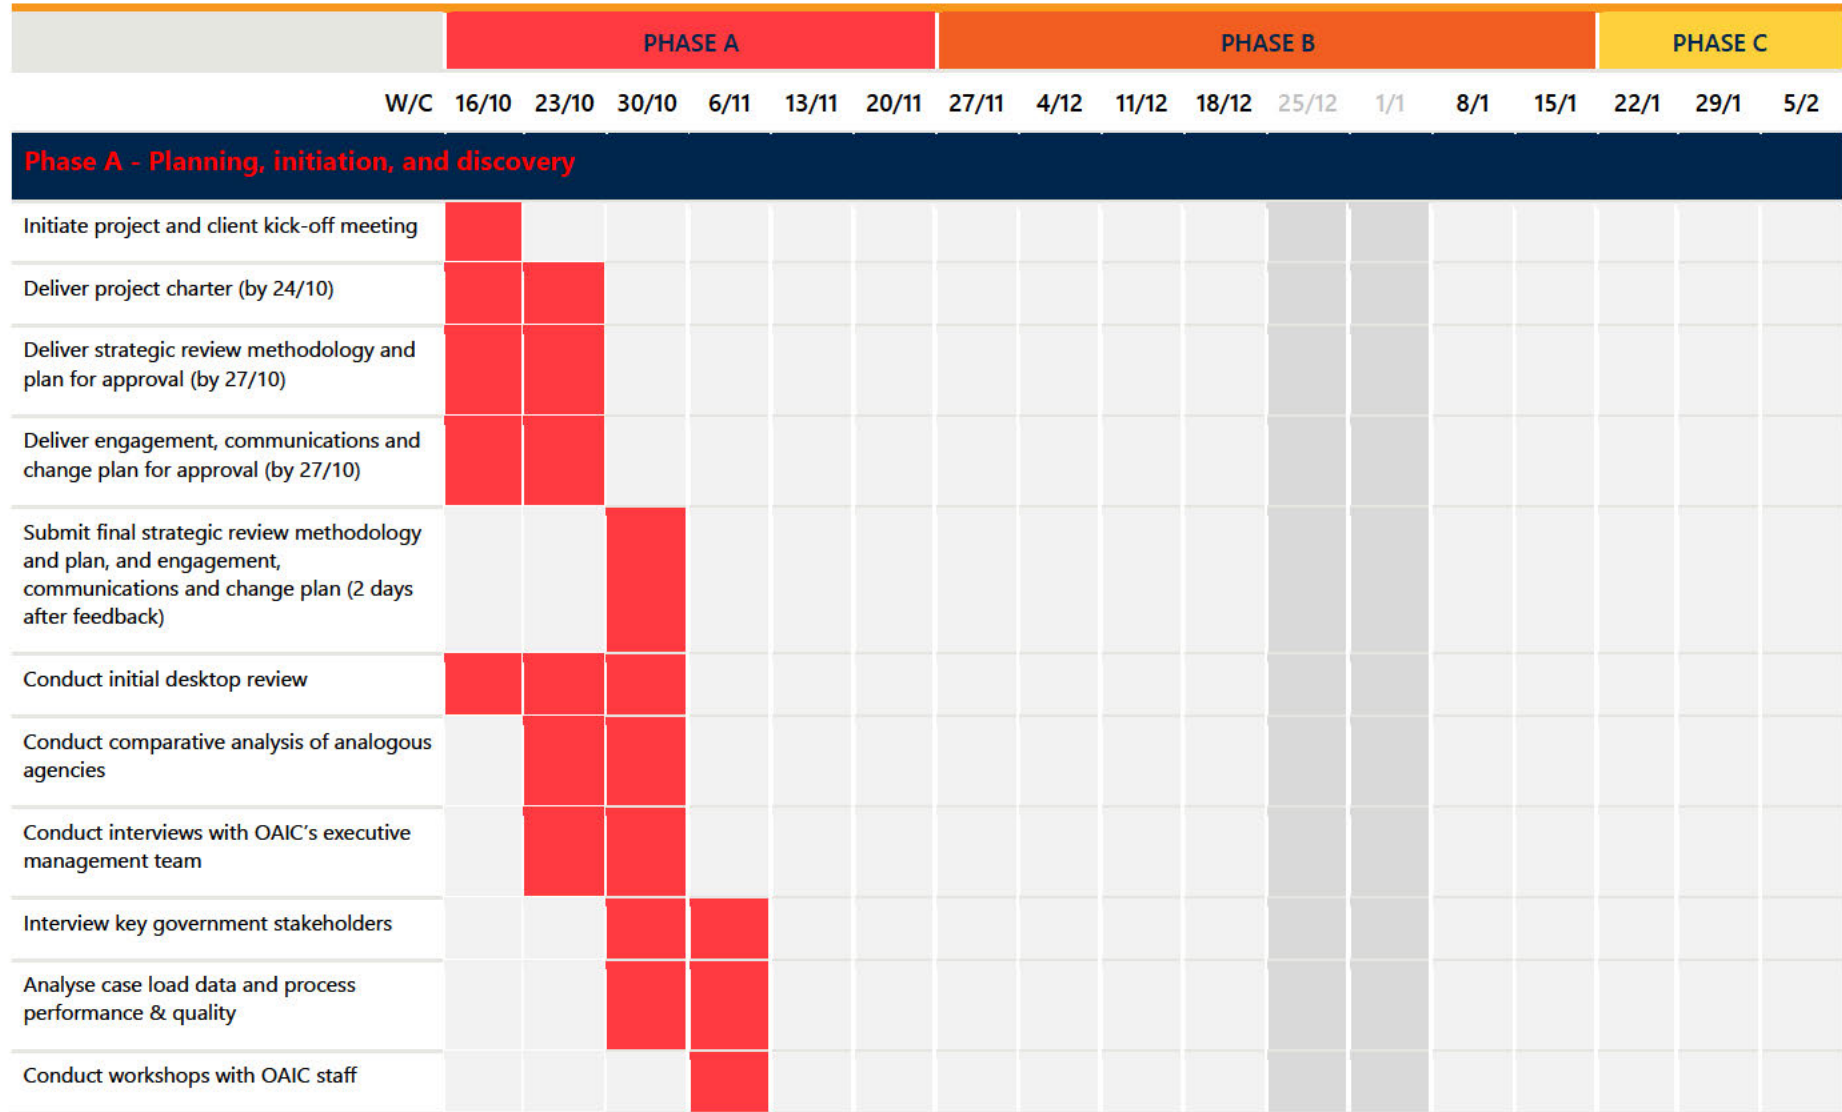 PHASE A PHASE B PHASE C
W/C 16/10 23/10 30/10 6/11 13/11 20/11 27/11 4/12 11/12 18/12 25/12 1/1 8/1 15/1 22/1 29/1 5/2
Phase A - Planning, initiation, and discovery
Initiate project and client kick-off meeting
Deliver project charter (by 24/10)
Deliver strategic review methodology and
plan for approval (by 27/10)
Deliver engagement, communications and
change plan for approval (by 27/10)
Submit final strategic review methodology
and plan, and engagement,
communications and change plan (2 days
after feedback)
Conduct initial desktop review
Conduct comparative analysis of analogous
agencies
Conduct interviews with OAIC’s executive
management team
Interview key government stakeholders
Analyse case load data and process
performance & quality
Conduct workshops with OAIC staff